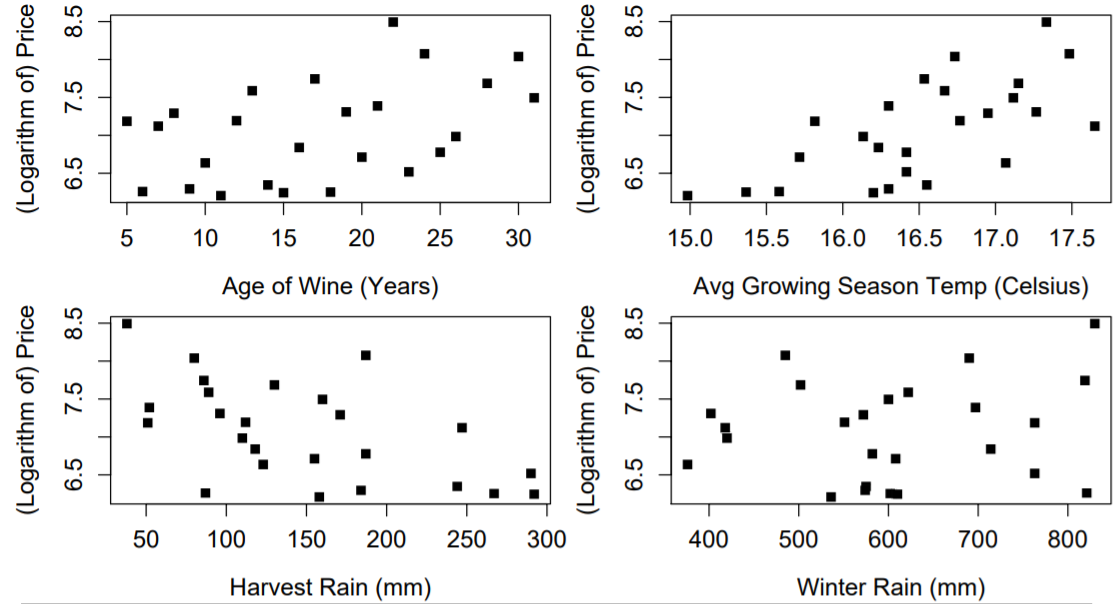 (Logarithm of) Price
8.5
7.5
6.5
5 10 15 20 25 30
Age of Wine (Years)
(Logarithm of) Price
8.5
7.5
6.5
15.0 15.5 16.0 16.5 17.0 17.5
Avg Growing Season Temp (Celsius)
(Logarithm of) Price
8.5
7.5
6.5
50 100 150 200 250 300
Harvest Rain (mm)
(Logarithm of) Price
8.5
7.5
6.5
400 500 600 700 800
Winter Rain (mm)